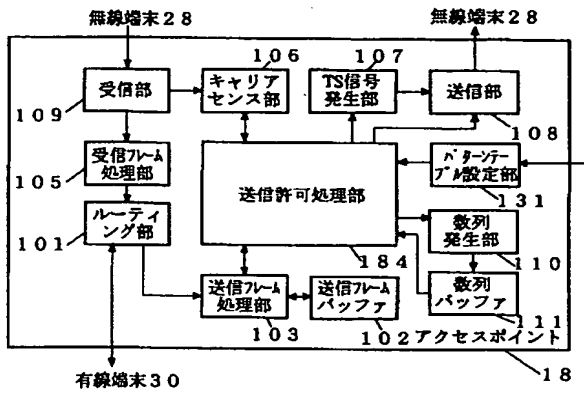 無線端末28
無線端末28
106
107
受信部
キャリアセンス部
TS信号発生部
送信部
109
108
受信フレーム処理部
105
送信許可処理部
パターンテーブル設定部
131
ルーティング部
101
184
数列発生部
110
送信フレーム処理部
103
送信フレームバッファ
102
数列バッファ
111
アクセスポイント
18
有線端末30